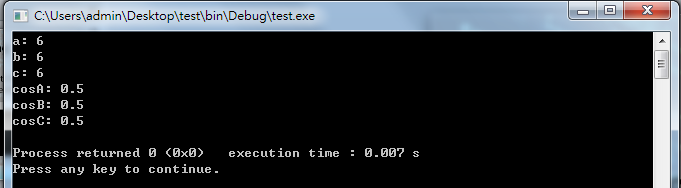 C:\Users\admin\Desktop\test\bin\Debug\test.exe
a: 6
b: 6
c: 6
cosA: 0.5
cosB: 0.5
cosC: 0.5
Process returned 0 (0x0)   execution time : 0.007 s
Press any key to continue.